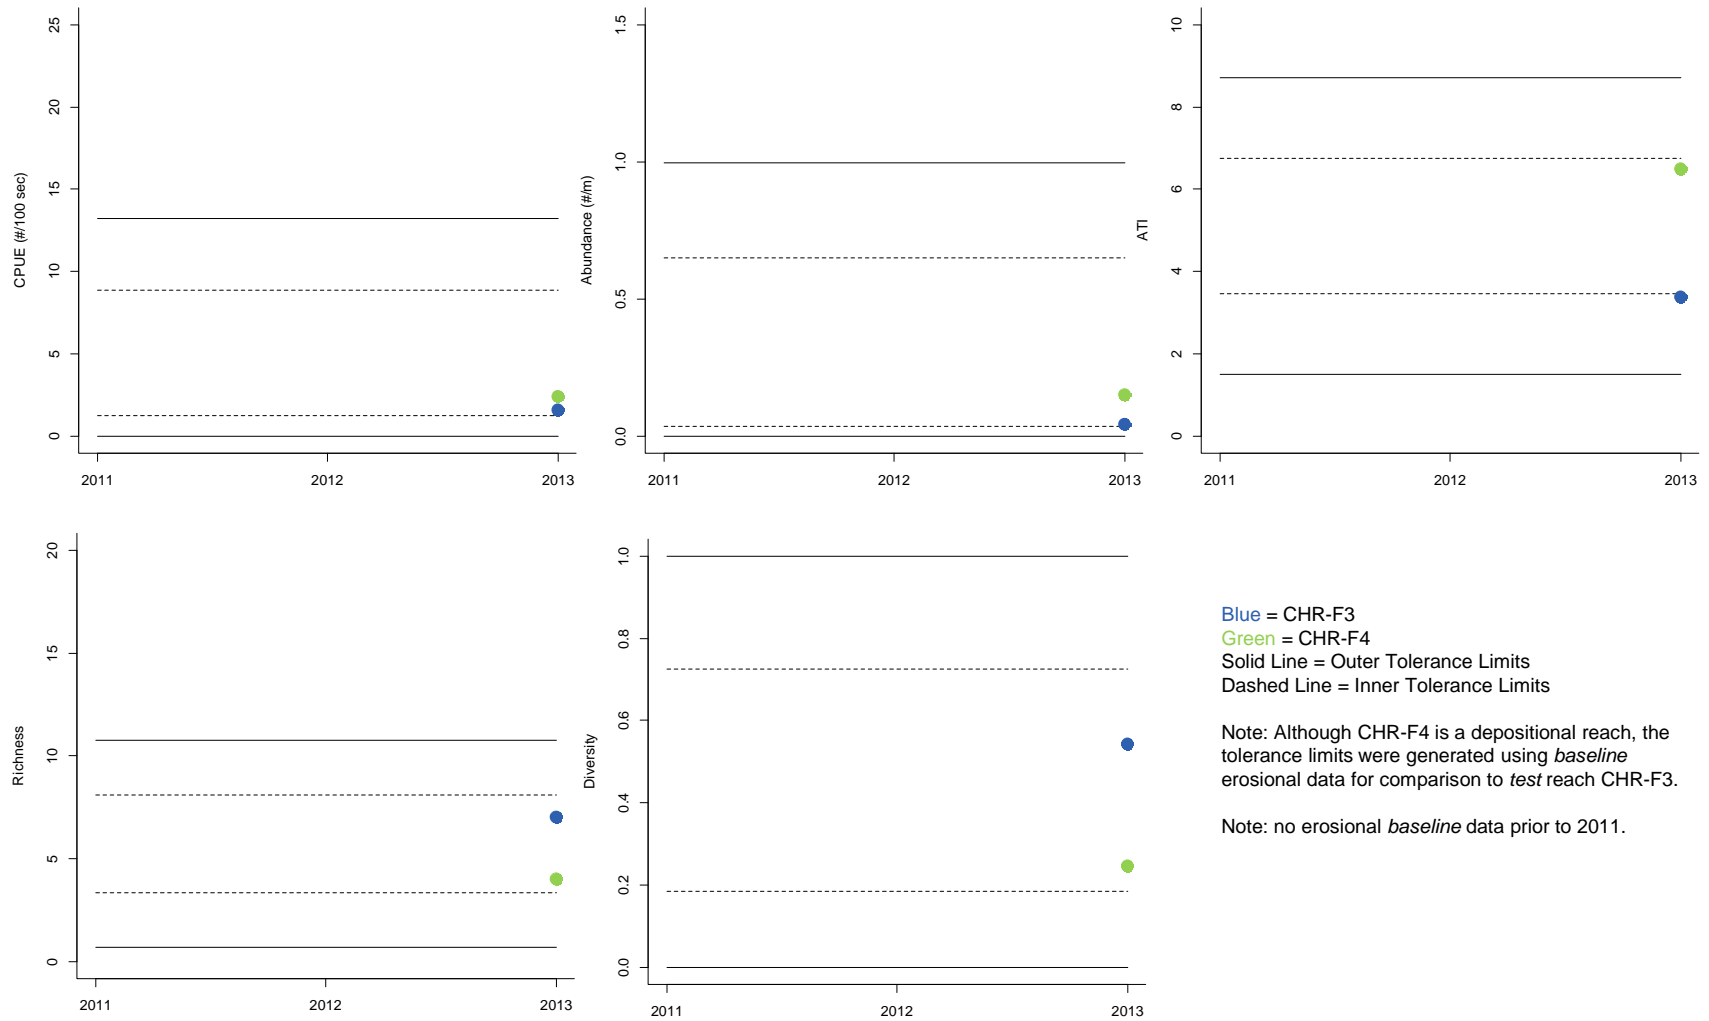 CPUE (#/100 sec)
25
20
15
10
5
0
2011 2012 2013
Abundance (#/m)
1.5
1.0
0.5
0.0
2011 2012 2013
ATI
10
8
6
4
2
0
2011 2012 2013
Richness
20
15
10
5
0
2011 2012 2013
Diversity
1.0
0.8
0.6
0.4
0.2
0.0
2011 2012 2013
Blue = CHR-F3
Green = CHR-F4
Solid Line = Outer Tolerance Limits
Dashed Line = Inner Tolerance Limits
Note: Although CHR-F4 is a depositional reach, the
tolerance limits were generated using baseline
erosional data for comparison to test reach CHR-F3.
Note: no erosional baseline data prior to 2011.